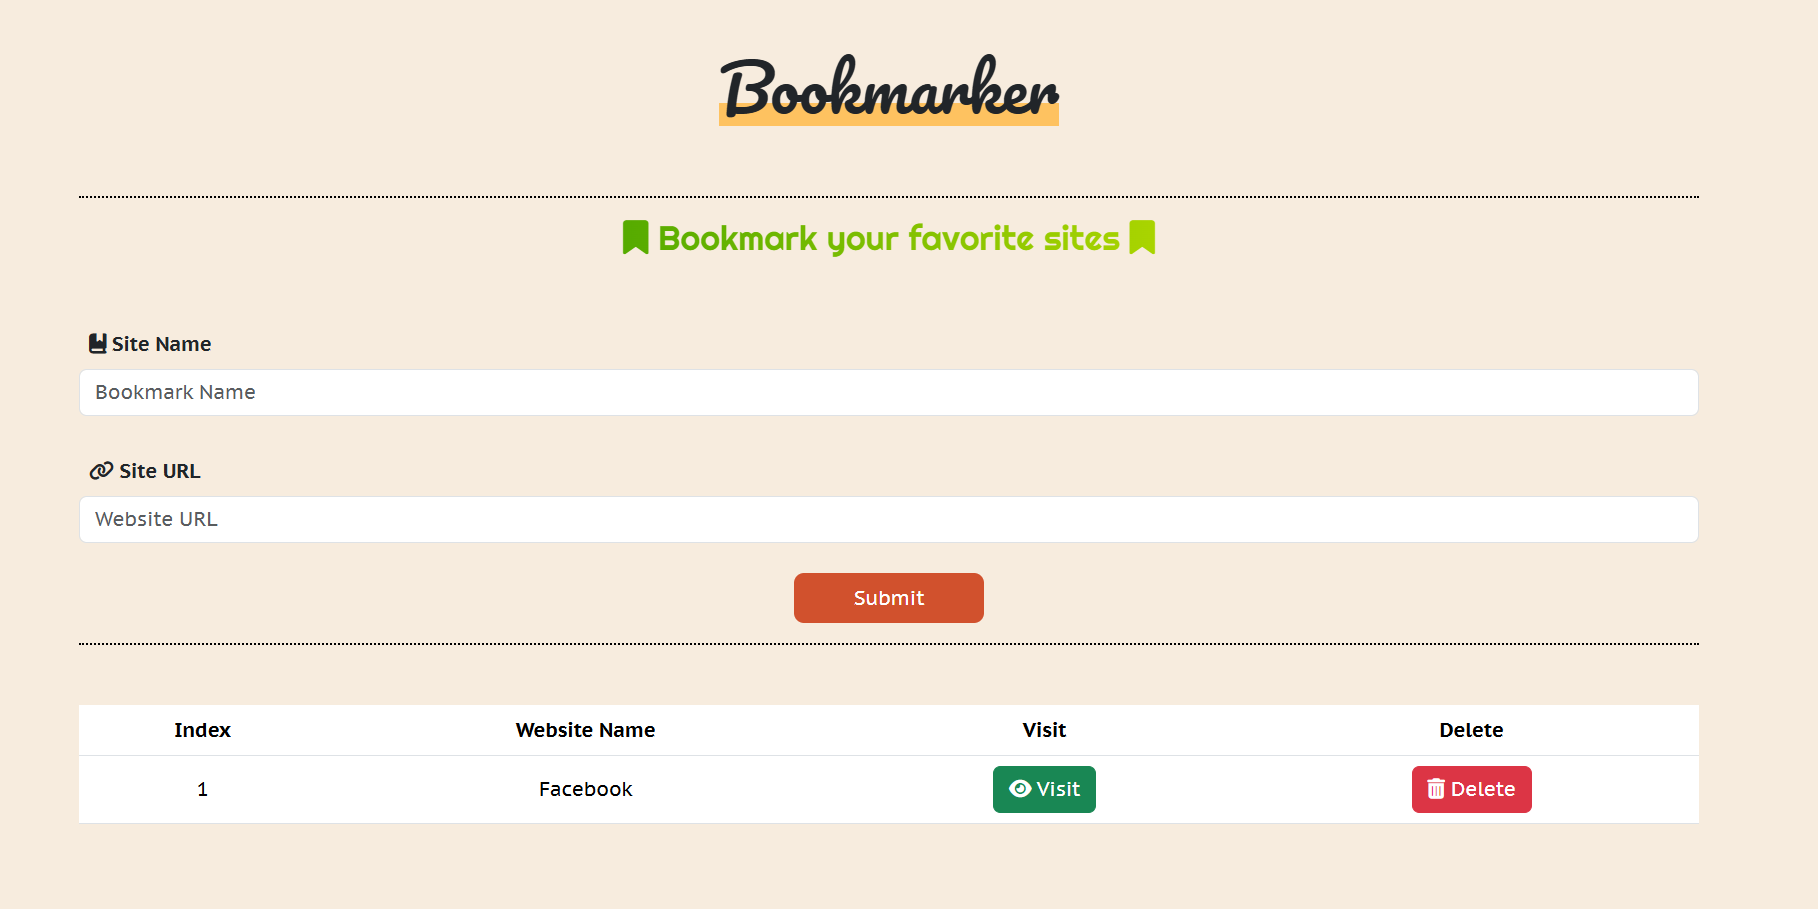 Bookmarker
Bookmark your favorite sites
Site Name
Bookmark Name
Site URL
Website URL
Submit
Index Website Name Visit Delete
1 Facebook Visit Delete